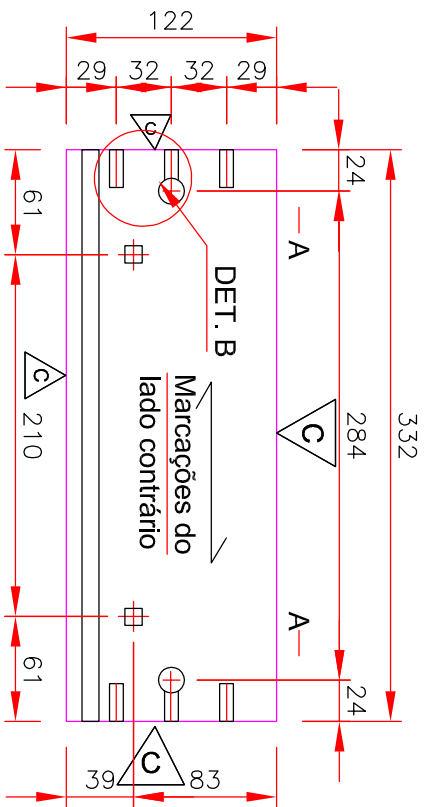 332
24
284
24
A
A
C
122
29
32
32
29
C
DET. B
Marcações do
lado contrário
C
39
83
61
210
61
C